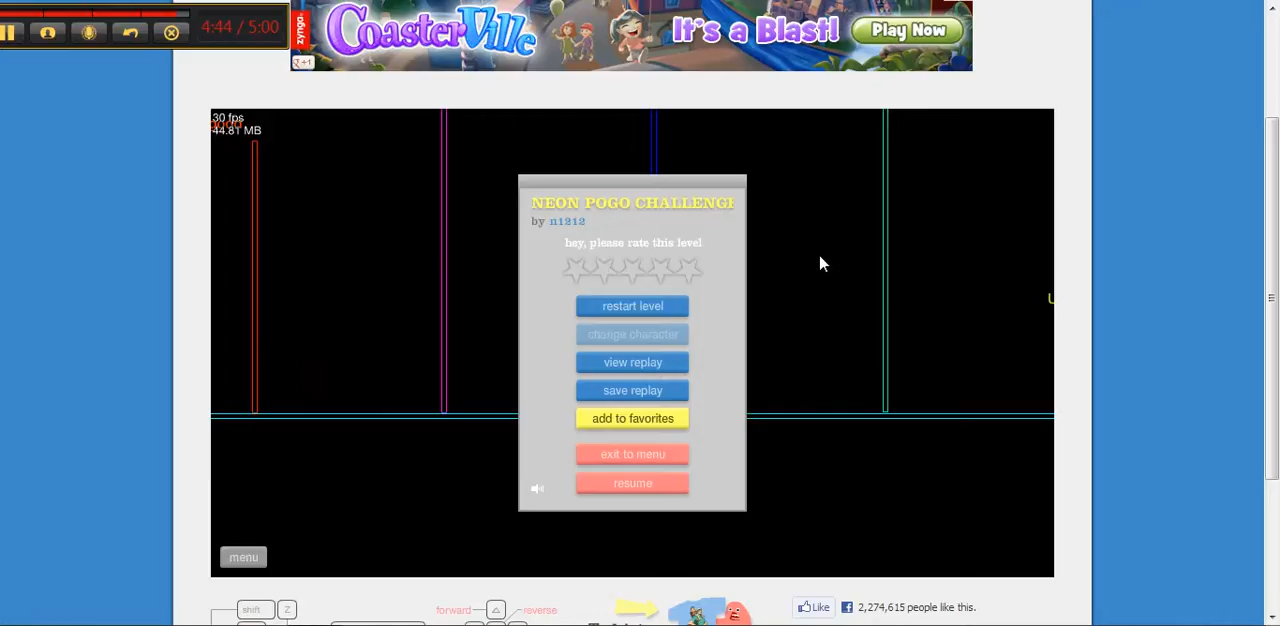 4:44 / 5:00
zynga
CoasterVille
It's a Blast!
Play Now
+1
30 fps
44.81 MB
NEON POGO CHALLENGE
by n1212
hey, please rate this level
restart level
change character
view replay
save replay
add to favorites
exit to menu
resume
menu
shift
Z
forward
reverse
Like
2,274,615 people like this.